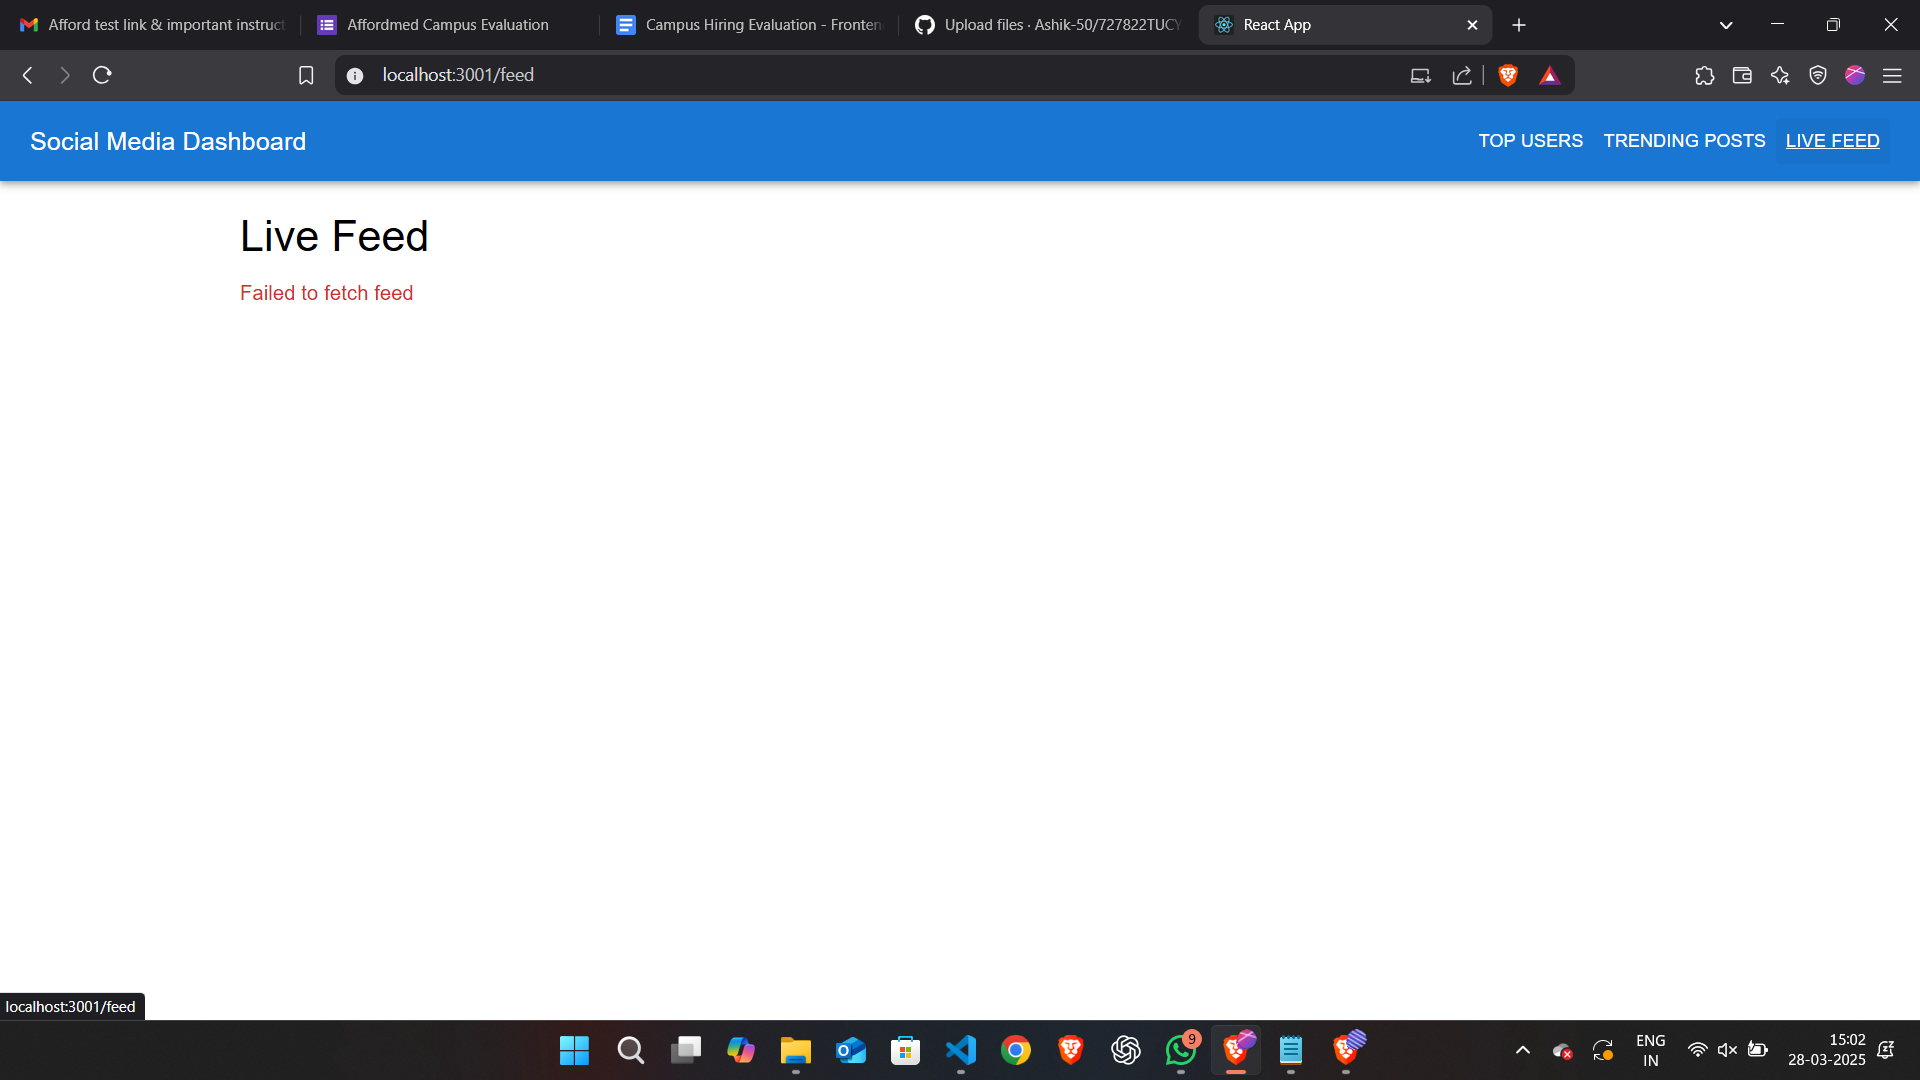 Afford test link & important instruct
Affordmed Campus Evaluation
Campus Hiring Evaluation - Fronten
Upload files · Ashik-50/727822TUCY
React App
localhost:3001/feed
Social Media Dashboard
TOP USERS
TRENDING POSTS
LIVE FEED
Live Feed
Failed to fetch feed
localhost:3001/feed
9
ENG
IN
15:02
28-03-2025